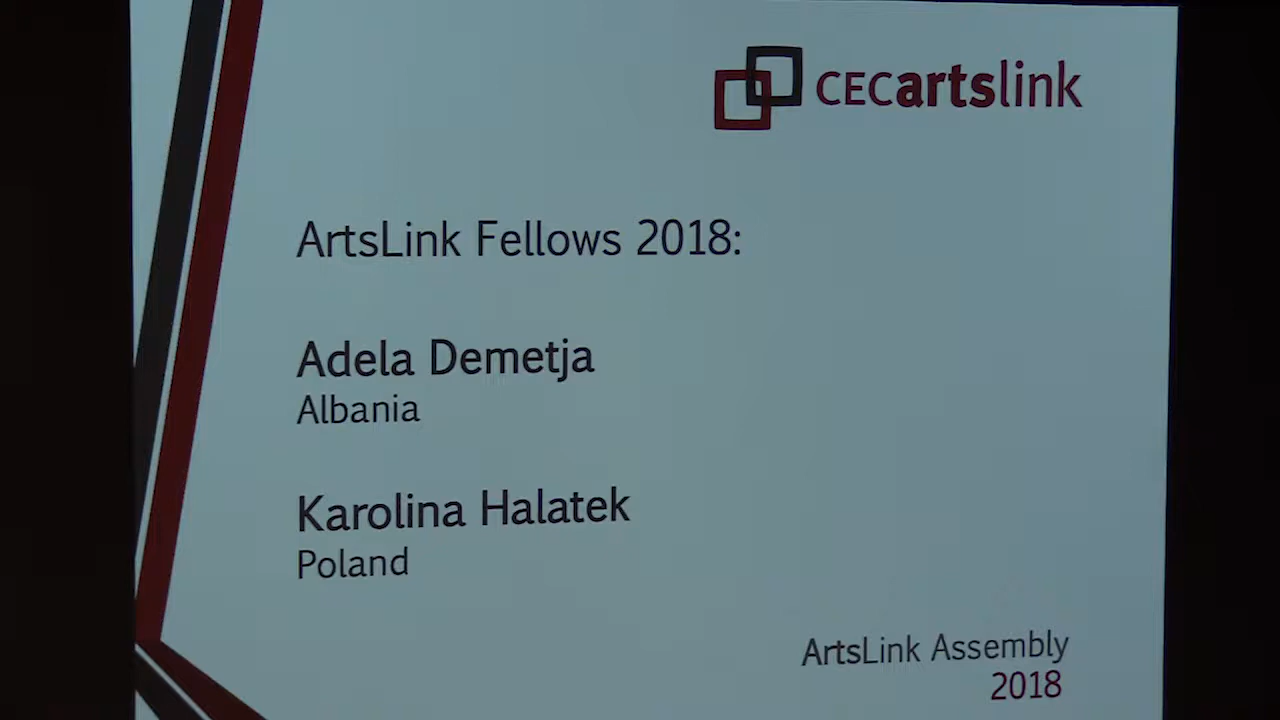 CECartslink
ArtsLink Fellows 2018:
Adela Demetja
Albania
Karolina Halatek
Poland
ArtsLink Assembly
2018